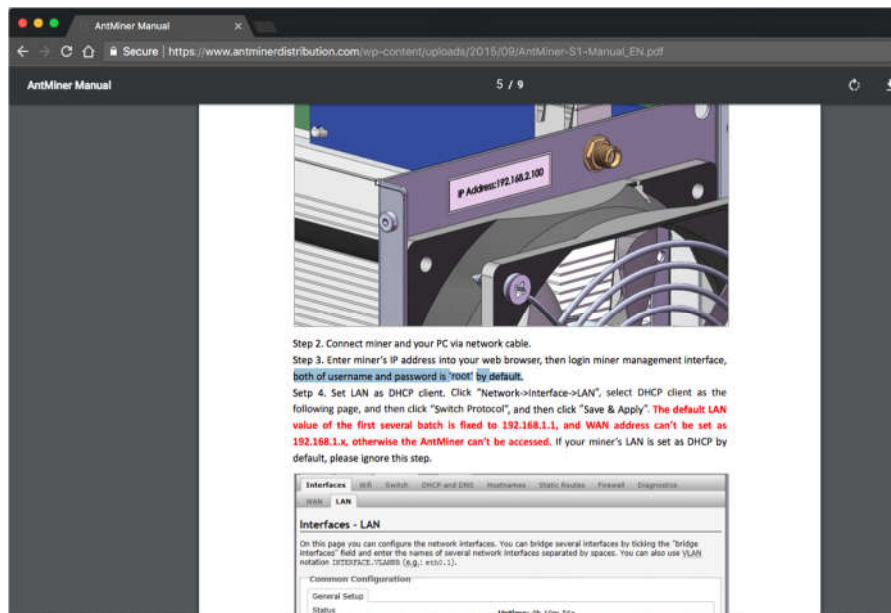 AntMiner Manual
Secure | https://www.antminerdistribution.com/wp-content/uploads/2015/09/AntMiner-S1-Manual_EN.pdf
AntMiner Manual
5 / 9
IP Address:192.168.2.100
Step 2. Connect miner and your PC via network cable.
Step 3. Enter miner's IP address into your web browser, then login miner management interface,
both of username and password is 'root' by default.
Setp 4. Set LAN as DHCP client. Click "Network->Interface->LAN", select DHCP client as the
following page, and then click "Switch Protocol", and then click "Save & Apply". The default LAN
value of the first several batch is fixed to 192.168.1.1, and WAN address can't be set as
192.168.1.x, otherwise the AntMiner can't be accessed. If your miner's LAN is set as DHCP by
default, please ignore this step.
Interfaces Wifi Switch DHCP and DNS Hostnames Static Routes Firewall Diagnostics
WAN LAN
Interfaces - LAN
On this page you can configure the network interfaces. You can bridge several interfaces by ticking the "bridge
interfaces" field and enter the names of several network interfaces separated by spaces. You can also use VLAN
notation INTERFACE.VLANNR (e.g.: eth0.1).
Common Configuration
General Setup
Status
Uptime: 0h 10m 56s